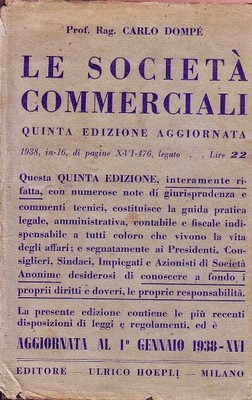 Prof. Rag. CARLO DOMPÉ
LE SOCIETÀ
COMMERCIALI
QUINTA EDIZIONE AGGIORNATA
1938, in-16, di pagine XVI-476, legato . . Lire 22
Questa QUINTA EDIZIONE, interamente ri-
fatta, con numerose note di giurisprudenza e
commenti tecnici, costituisce la guida pratica
legale, amministrativa, contabile e fiscale indi-
spensabile a tutti coloro che vivono la vita
degli affari; e segnatamente ai Presidenti, Con-
siglieri, Sindaci, Impiegati e Azionisti di Società
Anonime desiderosi di conoscere a fondo i
proprii diritti e doveri, le proprie responsabilità.
La presente edizione contiene le più recenti
disposizioni di leggi e regolamenti, ed è
AGGIORNATA AL 1° GENNAIO 1938-XVI
EDITORE ULRICO HOEPLI — MILANO